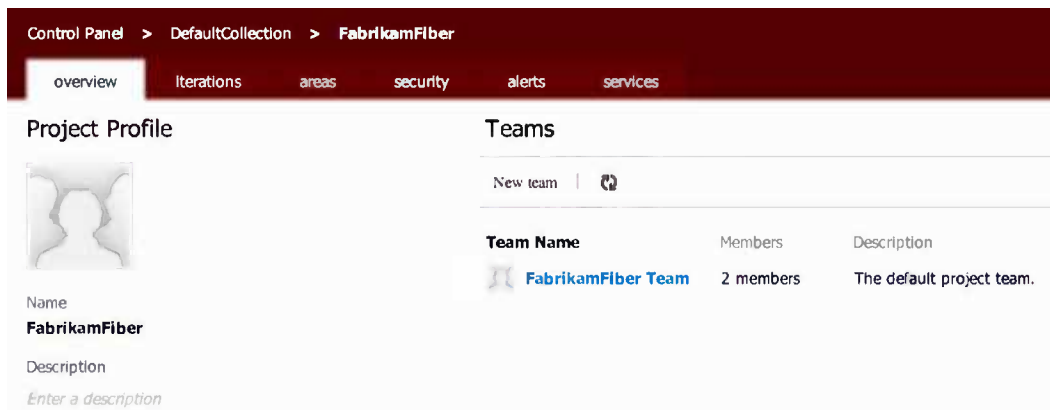 Control Panel > DefaultCollection > FabrikamFiber
overview iterations areas security alerts services
Project Profile
Teams
New team
Team Name Members Description
FabrikamFiber Team 2 members The default project team.
Name
FabrikamFiber
Description
Enter a description